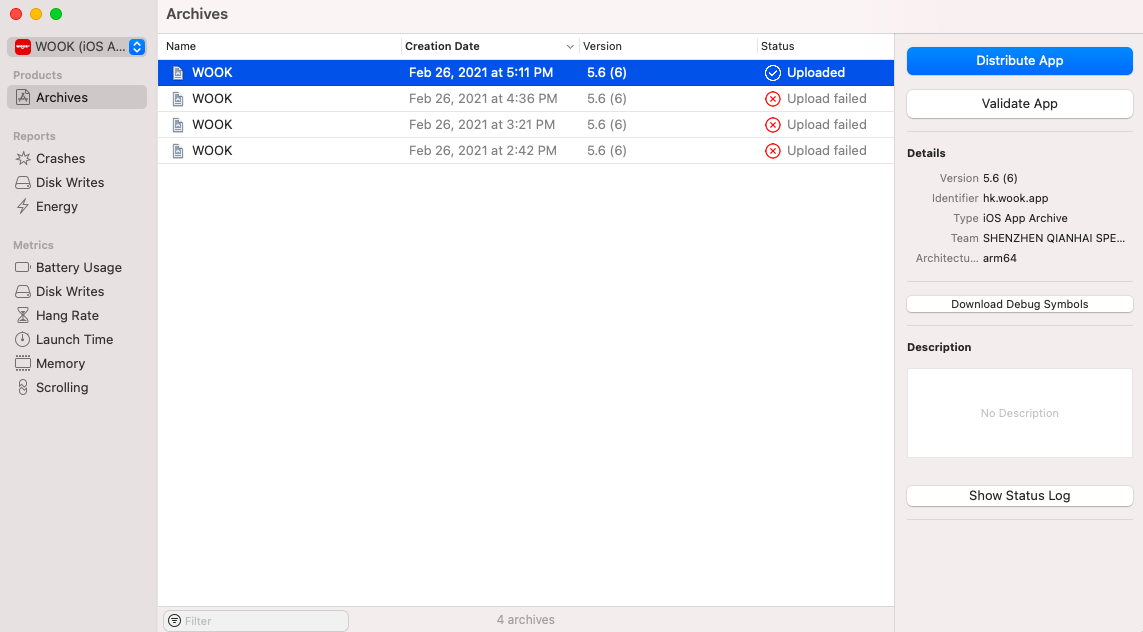 Archives
WOOK (iOS A...
Products
Archives
Reports
Crashes
Disk Writes
Energy
Metrics
Battery Usage
Disk Writes
Hang Rate
Launch Time
Memory
Scrolling
Name Creation Date Version Status
WOOK Feb 26, 2021 at 5:11 PM 5.6 (6) Uploaded
WOOK Feb 26, 2021 at 4:36 PM 5.6 (6) Upload failed
WOOK Feb 26, 2021 at 3:21 PM 5.6 (6) Upload failed
WOOK Feb 26, 2021 at 2:42 PM 5.6 (6) Upload failed
Filter
4 archives
Distribute App
Validate App
Details
Version 5.6 (6)
Identifier hk.wook.app
Type iOS App Archive
Team SHENZHEN QIANHAI SPE...
Architectu... arm64
Download Debug Symbols
Description
No Description
Show Status Log